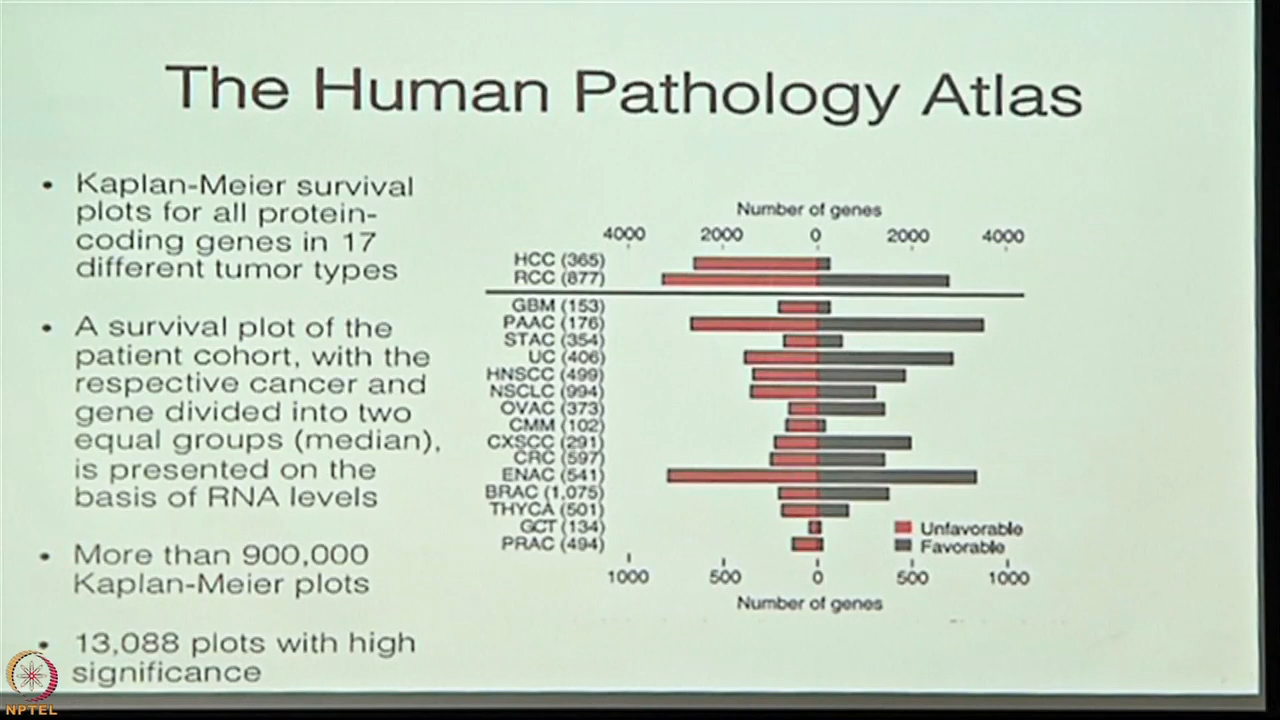 The Human Pathology Atlas
• Kaplan-Meier survival
plots for all protein-
coding genes in 17
different tumor types
• A survival plot of the
patient cohort, with the
respective cancer and
gene divided into two
equal groups (median),
is presented on the
basis of RNA levels
• More than 900,000
Kaplan-Meier plots
• 13,088 plots with high
significance
Number of genes
4000 2000 0 2000 4000
HCC (365)
RCC (877)
GBM (153)
PAAC (176)
STAC (354)
UC (406)
HNSCC (499)
NSCLC (994)
OVAC (373)
CMM (102)
CXSCC (291)
CRC (597)
ENAC (541)
BRAC (1,075)
THYCA (501)
GCT (134)
PRAC (494)
Unfavorable
Favorable
1000 500 0 500 1000
Number of genes
NPTEL